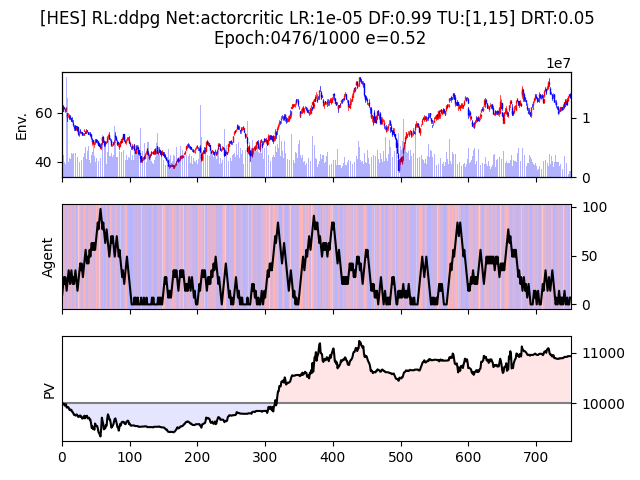 [HES] RL:ddpg Net:actorcritic LR:1e-05 DF:0.99 TU:[1,15] DRT:0.05
Epoch:0476/1000 e=0.52
1e7
Env.
60
40
1
0
Agent
100
50
0
PV
11000
10000
0 100 200 300 400 500 600 700